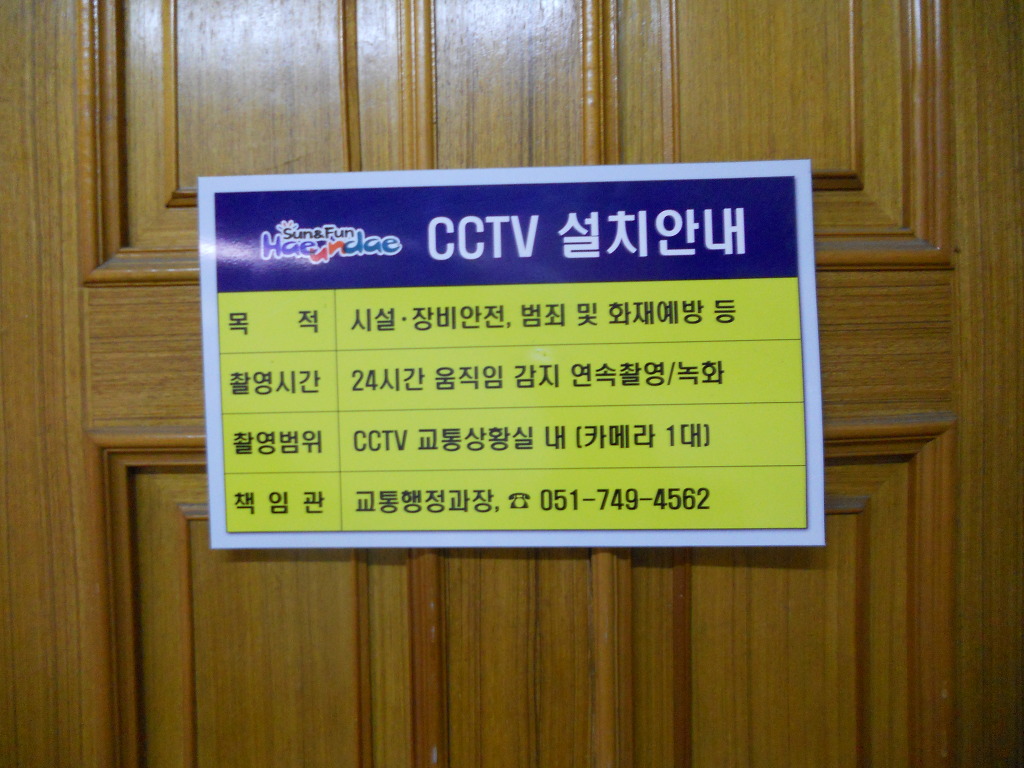 Sun&Fun
Haeundae
CCTV 설치안내
목 적 시설·장비안전, 범죄 및 화재예방 등
촬영시간 24시간 움직임 감지 연속촬영/녹화
촬영범위 CCTV 교통상황실 내 (카메라 1대)
책 임 관 교통행정과장, ☎ 051-749-4562